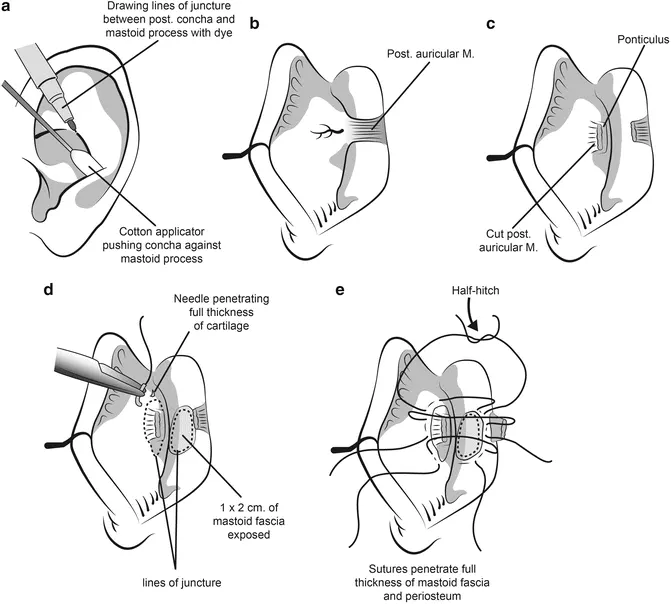 a
Drawing lines of juncture
between post. concha and
mastoid process with dye
Cotton applicator
pushing concha against
mastoid process
b
Post. auricular M.
c
Ponticulus
Cut post.
auricular M.
d
Needle penetrating
full thickness
of cartilage
1 x 2 cm. of
mastoid fascia
exposed
lines of juncture
e
Half-hitch
Sutures penetrate full
thickness of mastoid fascia
and periosteum